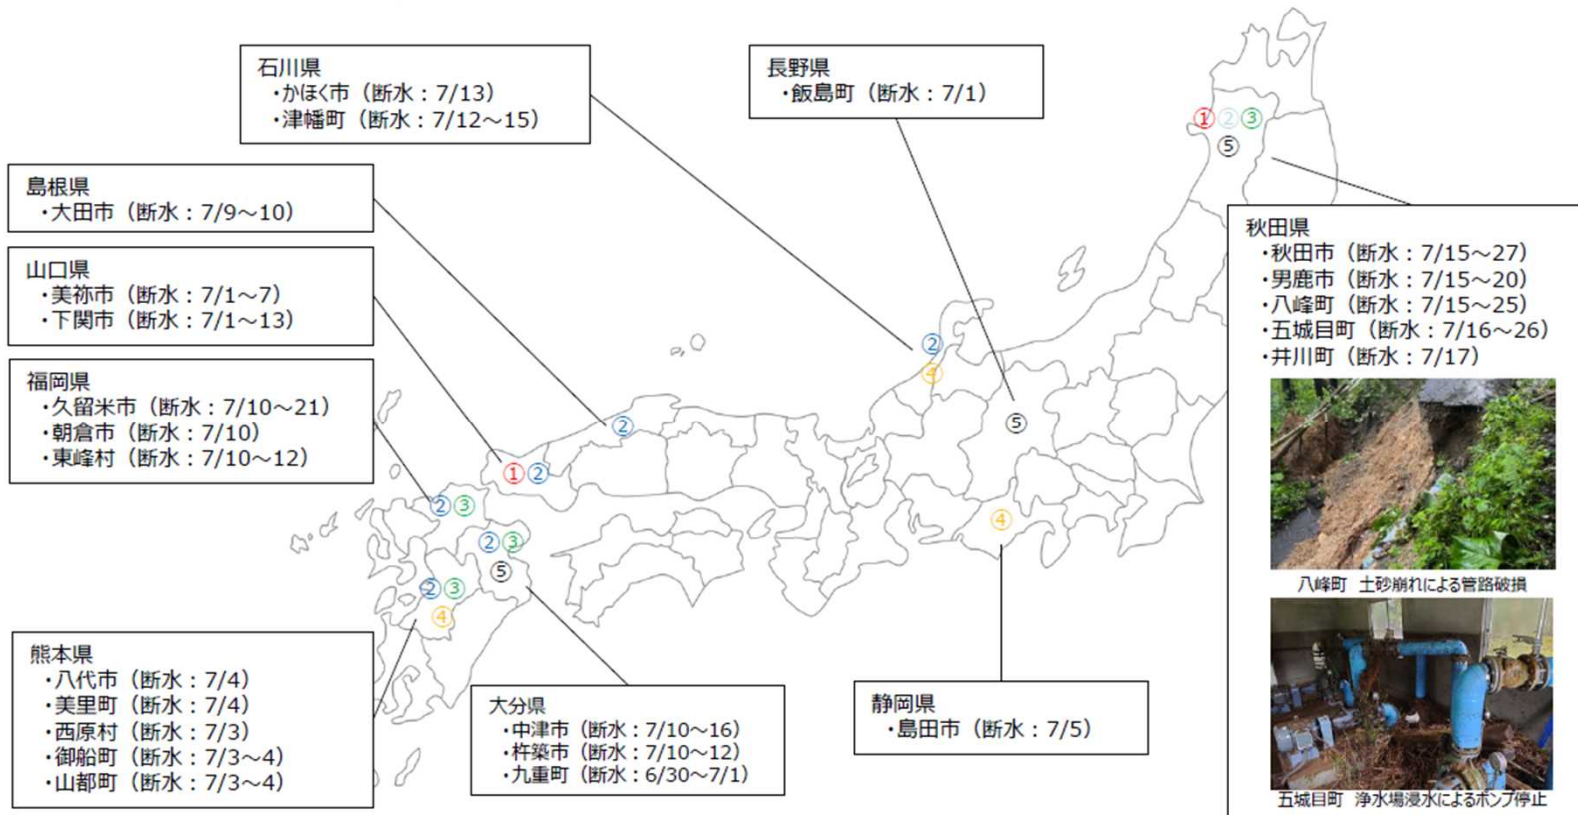 石川県
・かほく市（断水：7/13）
・津幡町（断水：7/12～15）
長野県
・飯島町（断水：7/1）
島根県
・大田市（断水：7/9～10）
山口県
・美祢市（断水：7/1～7）
・下関市（断水：7/1～13）
福岡県
・久留米市（断水：7/10～21）
・朝倉市（断水：7/10）
・東峰村（断水：7/10～12）
熊本県
・八代市（断水：7/4）
・美里町（断水：7/4）
・西原村（断水：7/3）
・御船町（断水：7/3～4）
・山都町（断水：7/3～4）
大分県
・中津市（断水：7/10～16）
・杵築市（断水：7/10～12）
・九重町（断水：6/30～7/1）
静岡県
・島田市（断水：7/5）
秋田県
・秋田市（断水：7/15～27）
・男鹿市（断水：7/15～20）
・八峰町（断水：7/15～25）
・五城目町（断水：7/16～26）
・井川町（断水：7/17）
八峰町　土砂崩れによる管路破損
五城目町　浄水場浸水によるポンプ停止
①②③
⑤
②
④
⑤
②
①②
②③
②③
⑤
②③
④
④